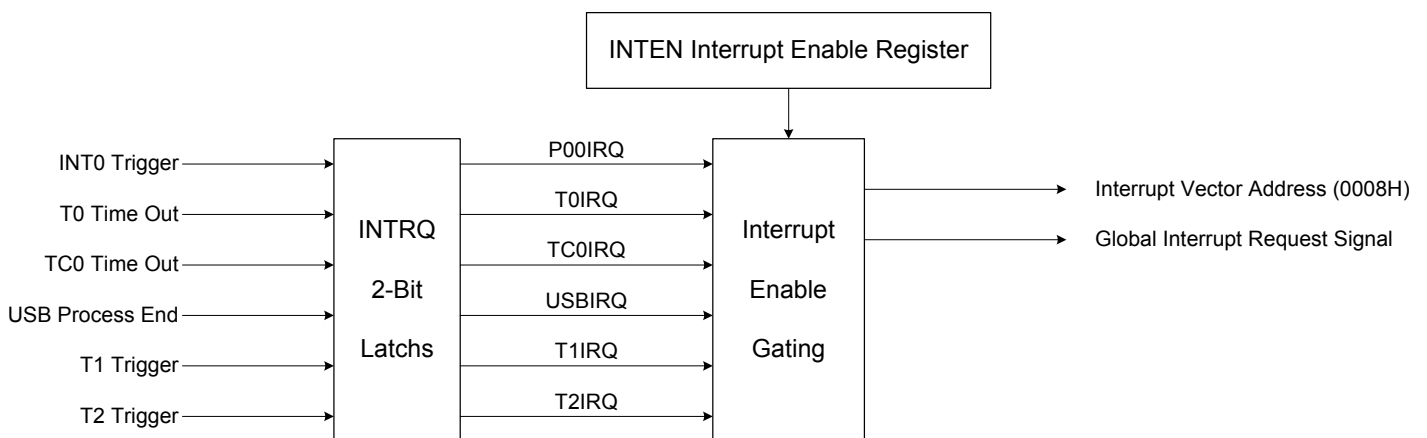 INTEN Interrupt Enable Register
INT0 Trigger
T0 Time Out
TC0 Time Out
USB Process End
T1 Trigger
T2 Trigger
INTRQ
2-Bit
Latchs
P00IRQ
T0IRQ
TC0IRQ
USBIRQ
T1IRQ
T2IRQ
Interrupt
Enable
Gating
Interrupt Vector Address (0008H)
Global Interrupt Request Signal